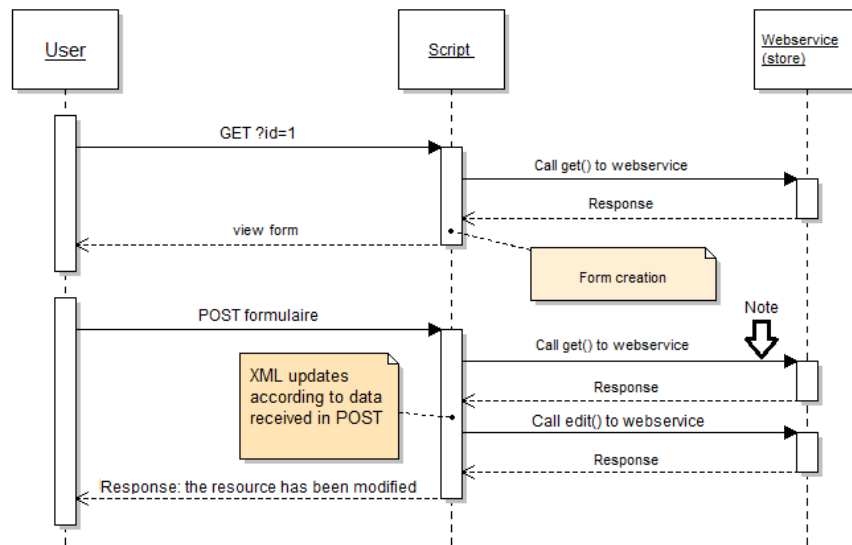 User
Script
Webservice
(store)
GET ?id=1
Call get() to webservice
Response
view form
Form creation
POST formulaire
Note
Call get() to webservice
XML updates
according to data
received in POST
Response
Call edit() to webservice
Response
Response: the resource has been modified